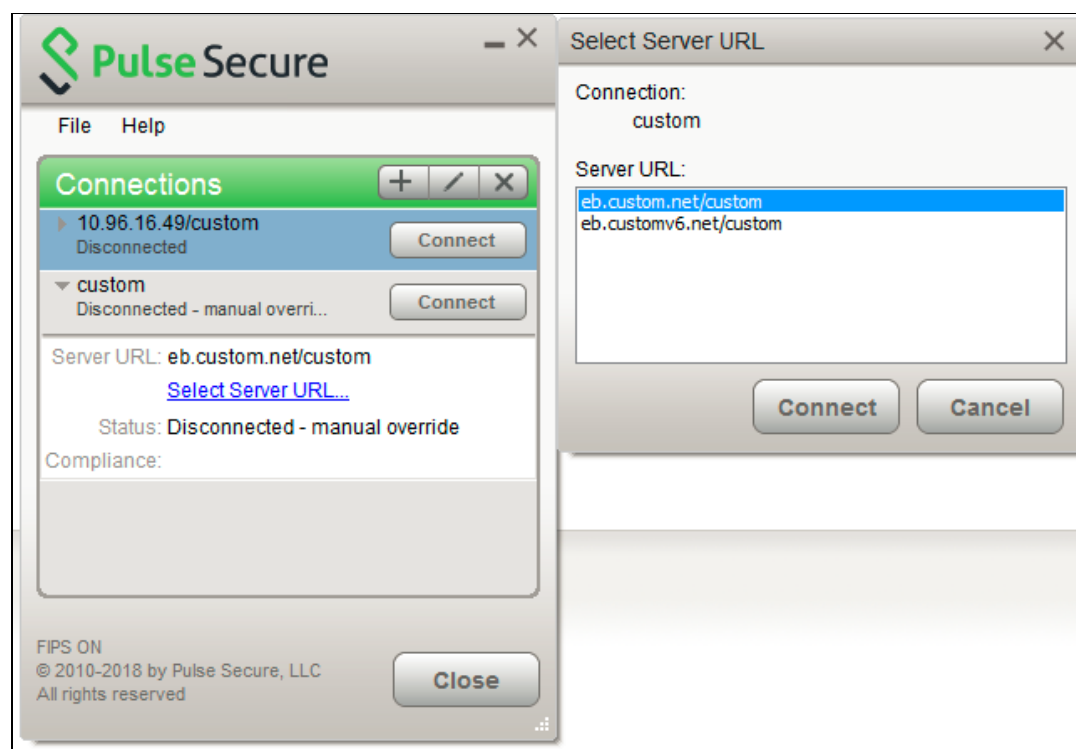 Pulse Secure
File Help
Connections
10.96.16.49/custom
Disconnected
Connect
custom
Disconnected - manual overri...
Connect
Server URL: eb.custom.net/custom
Select Server URL...
Status: Disconnected - manual override
Compliance:
FIPS ON
© 2010-2018 by Pulse Secure, LLC
All rights reserved
Close
Select Server URL
Connection:
custom
Server URL:
eb.custom.net/custom
eb.customv6.net/custom
Connect Cancel